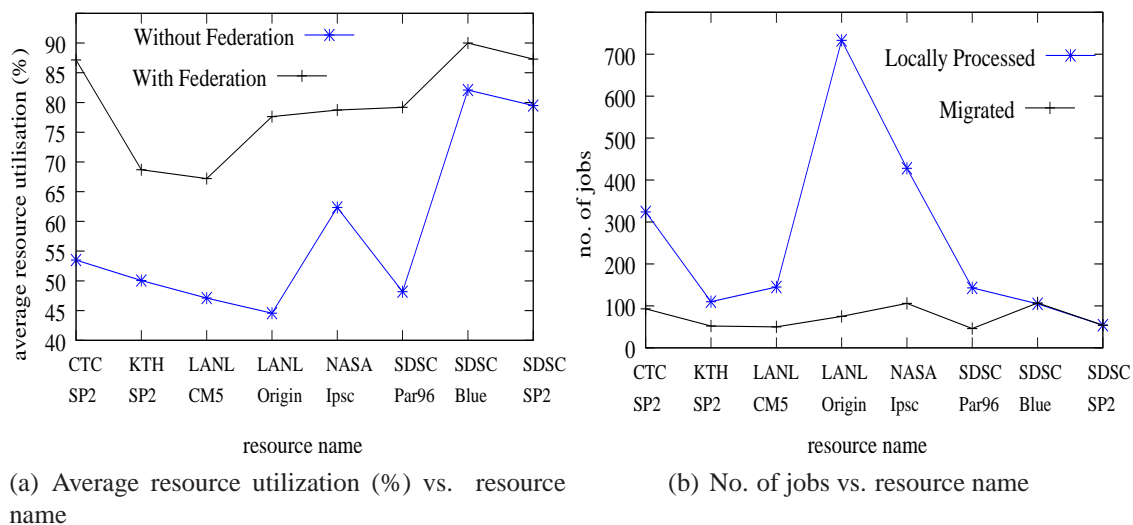 90
85
80
75
70
65
60
55
50
45
40
average resource utilisation (%)
Without Federation
With Federation
CTC KTH LANL LANL NASA SDSC SDSC SDSC
SP2 SP2 CM5 Origin Ipsc Par96 Blue SP2
resource name
(a) Average resource utilization (%) vs. resource
name
700
600
500
400
300
200
100
0
no. of jobs
Locally Processed
Migrated
CTC KTH LANL LANL NASA SDSC SDSC SDSC
SP2 SP2 CM5 Origin Ipsc Par96 Blue SP2
resource name
(b) No. of jobs vs. resource name